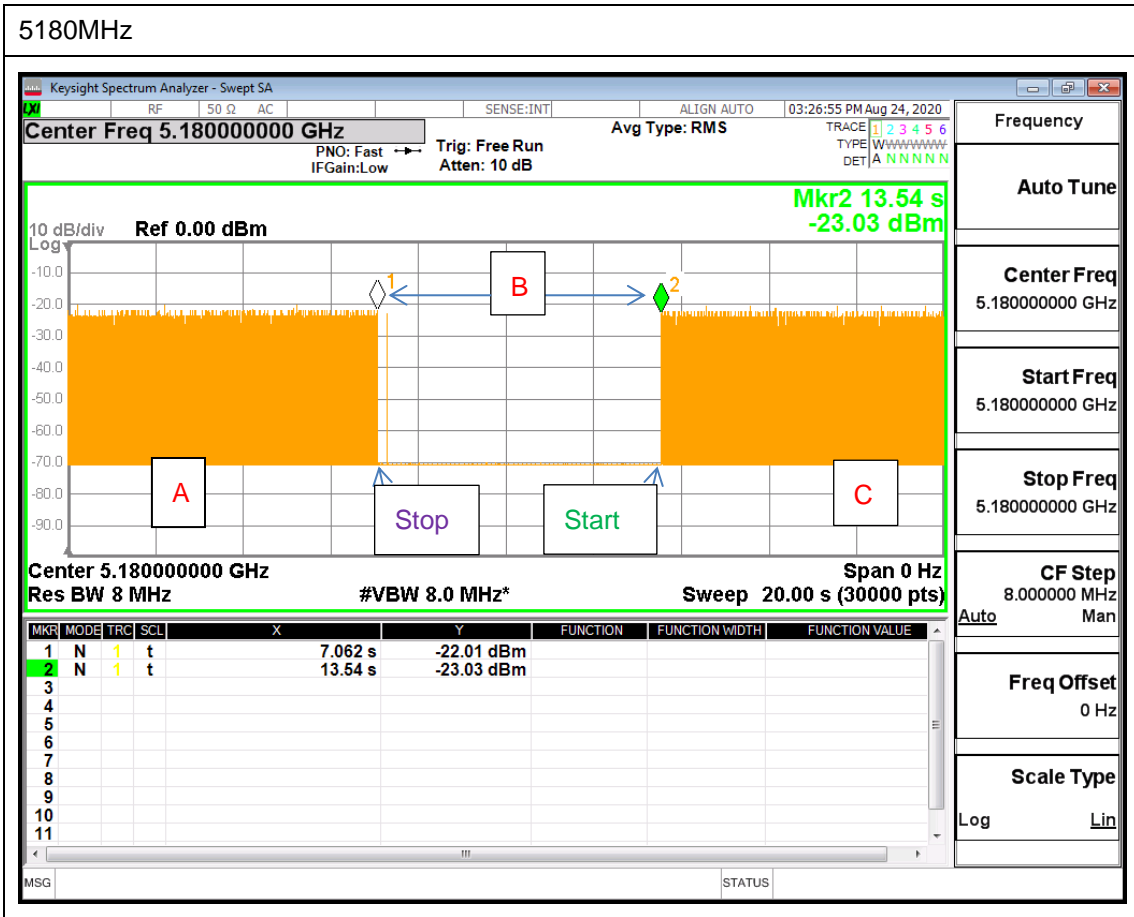 5180MHz
Keysight Spectrum Analyzer - Swept SA
LXI RF 50 Ω AC SENSE:INT ALIGN AUTO 03:26:55 PM Aug 24, 2020
Center Freq 5.180000000 GHz
PNO: Fast
IFGain:Low
Trig: Free Run
Atten: 10 dB
Avg Type: RMS
TRACE 1 2 3 4 5 6
TYPE WWWWWWW
DET A N N N N N
Mkr2 13.54 s
-23.03 dBm
10 dB/div Ref 0.00 dBm
Log
-10.0
-20.0
-30.0
-40.0
-50.0
-60.0
-70.0
-80.0
-90.0
1
B
2
A
Stop
Start
C
Center 5.180000000 GHz Span 0 Hz
Res BW 8 MHz #VBW 8.0 MHz* Sweep 20.00 s (30000 pts)
MKR MODE TRC SCL X Y FUNCTION FUNCTION WIDTH FUNCTION VALUE
1 N 1 t 7.062 s -22.01 dBm
2 N 1 t 13.54 s -23.03 dBm
3
4
5
6
7
8
9
10
11
MSG STATUS
Frequency
Auto Tune
Center Freq
5.180000000 GHz
Start Freq
5.180000000 GHz
Stop Freq
5.180000000 GHz
CF Step
8.000000 MHz
Auto Man
Freq Offset
0 Hz
Scale Type
Log Lin